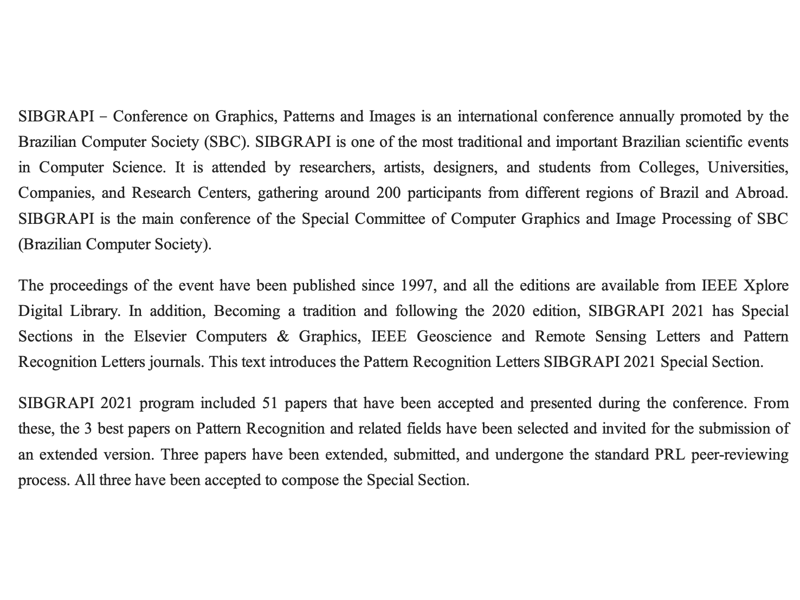 SIBGRAPI – Conference on Graphics, Patterns and Images is an international conference annually promoted by the
Brazilian Computer Society (SBC). SIBGRAPI is one of the most traditional and important Brazilian scientific events
in Computer Science. It is attended by researchers, artists, designers, and students from Colleges, Universities,
Companies, and Research Centers, gathering around 200 participants from different regions of Brazil and Abroad.
SIBGRAPI is the main conference of the Special Committee of Computer Graphics and Image Processing of SBC
(Brazilian Computer Society).
The proceedings of the event have been published since 1997, and all the editions are available from IEEE Xplore
Digital Library. In addition, Becoming a tradition and following the 2020 edition, SIBGRAPI 2021 has Special
Sections in the Elsevier Computers & Graphics, IEEE Geoscience and Remote Sensing Letters and Pattern
Recognition Letters journals. This text introduces the Pattern Recognition Letters SIBGRAPI 2021 Special Section.
SIBGRAPI 2021 program included 51 papers that have been accepted and presented during the conference. From
these, the 3 best papers on Pattern Recognition and related fields have been selected and invited for the submission of
an extended version. Three papers have been extended, submitted, and undergone the standard PRL peer-reviewing
process. All three have been accepted to compose the Special Section.